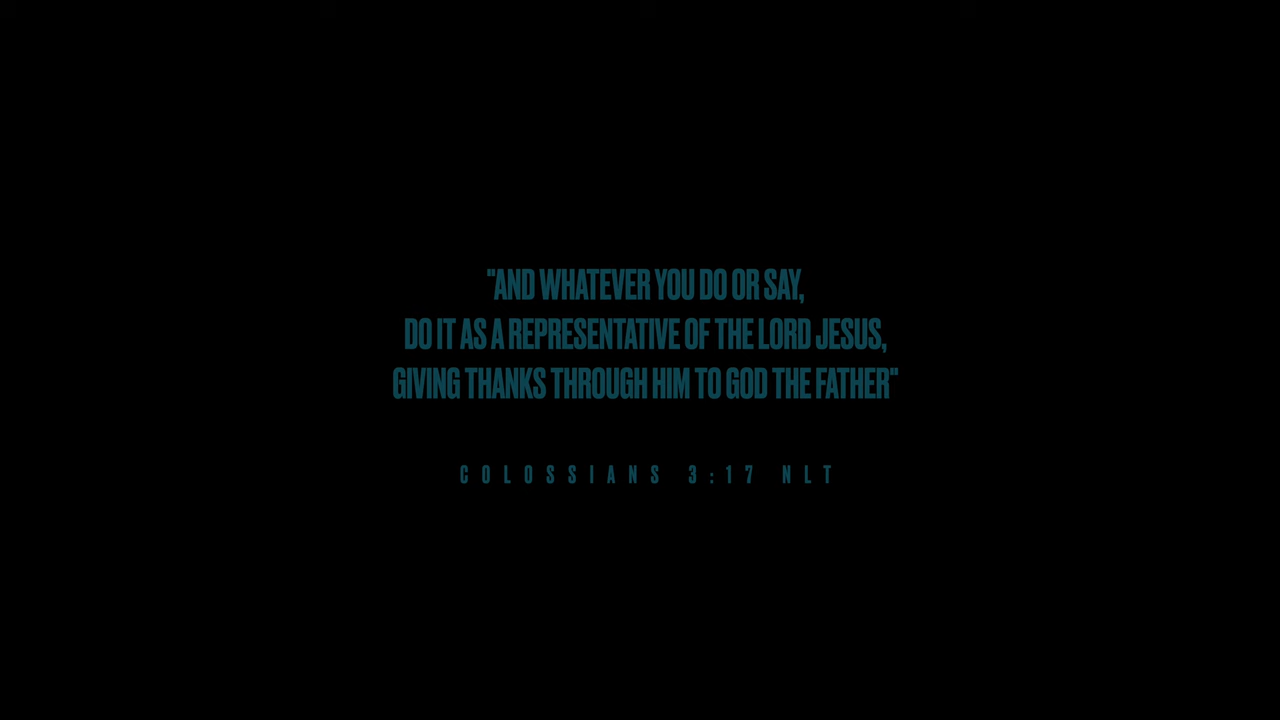 "AND WHATEVER YOU DO OR SAY,
DO IT AS A REPRESENTATIVE OF THE LORD JESUS,
GIVING THANKS THROUGH HIM TO GOD THE FATHER"
COLOSSIANS 3:17 NLT